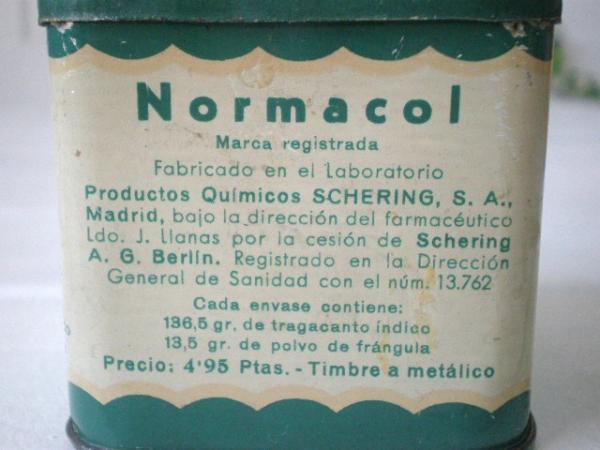 Normacol
Marca registrada
Fabricado en el Laboratorio
Productos Químicos SCHERING, S. A.,
Madrid, bajo la dirección del farmacéutico
Ldo. J. Llanas por la cesión de Schering
A. G. Berlin. Registrado en la Dirección
General de Sanidad con el núm. 13.762
Cada envase contiene:
136,5 gr. de tragacanto índico
13,5 gr. de polvo de frángula
Precio: 4'95 Ptas. - Timbre a metálico